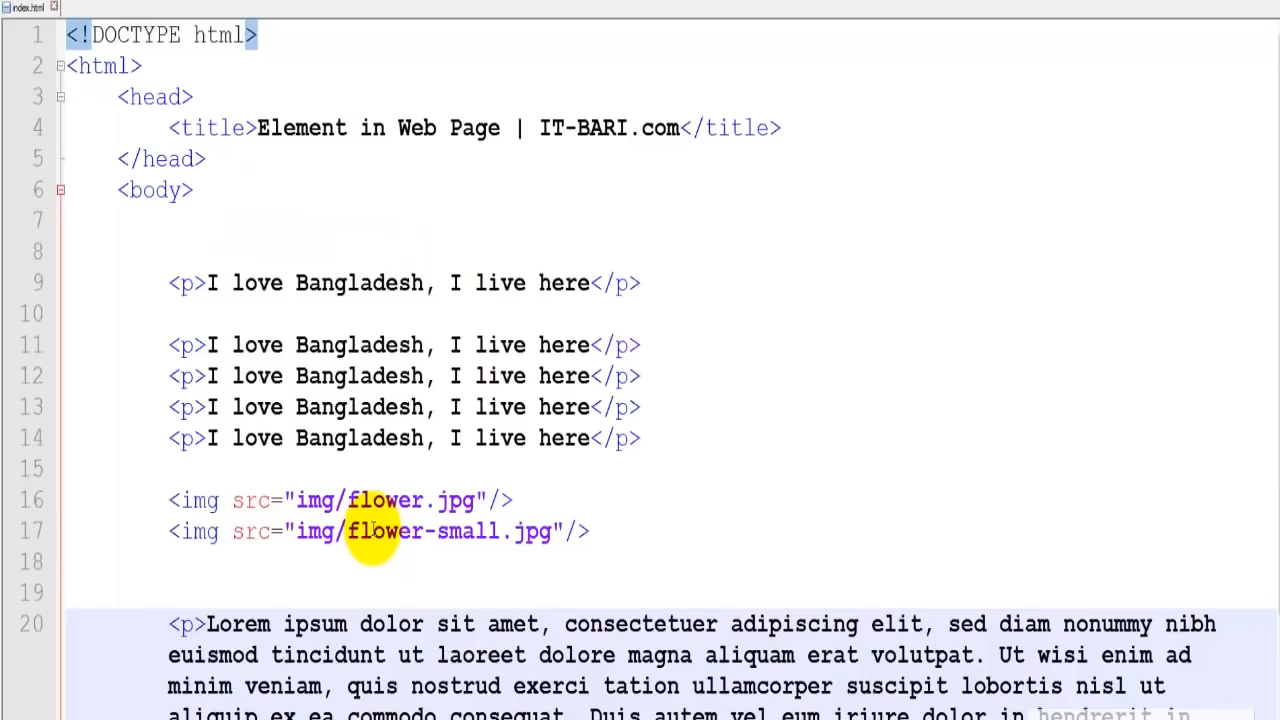 index.html
1 <!DOCTYPE html>
2 <html>
3 <head>
4 <title>Element in Web Page | IT-BARI.com</title>
5 </head>
6 <body>
7
8
9 <p>I love Bangladesh, I live here</p>
10
11 <p>I love Bangladesh, I live here</p>
12 <p>I love Bangladesh, I live here</p>
13 <p>I love Bangladesh, I live here</p>
14 <p>I love Bangladesh, I live here</p>
15
16 <img src="img/flower.jpg"/>
17 <img src="img/flower-small.jpg"/>
18
19
20 <p>Lorem ipsum dolor sit amet, consectetuer adipiscing elit, sed diam nonummy nibh
euismod tincidunt ut laoreet dolore magna aliquam erat volutpat. Ut wisi enim ad
minim veniam, quis nostrud exerci tation ullamcorper suscipit lobortis nisl ut
aliquip ex ea commodo consequat. Duis autem vel eum iriure dolor in hendrerit in